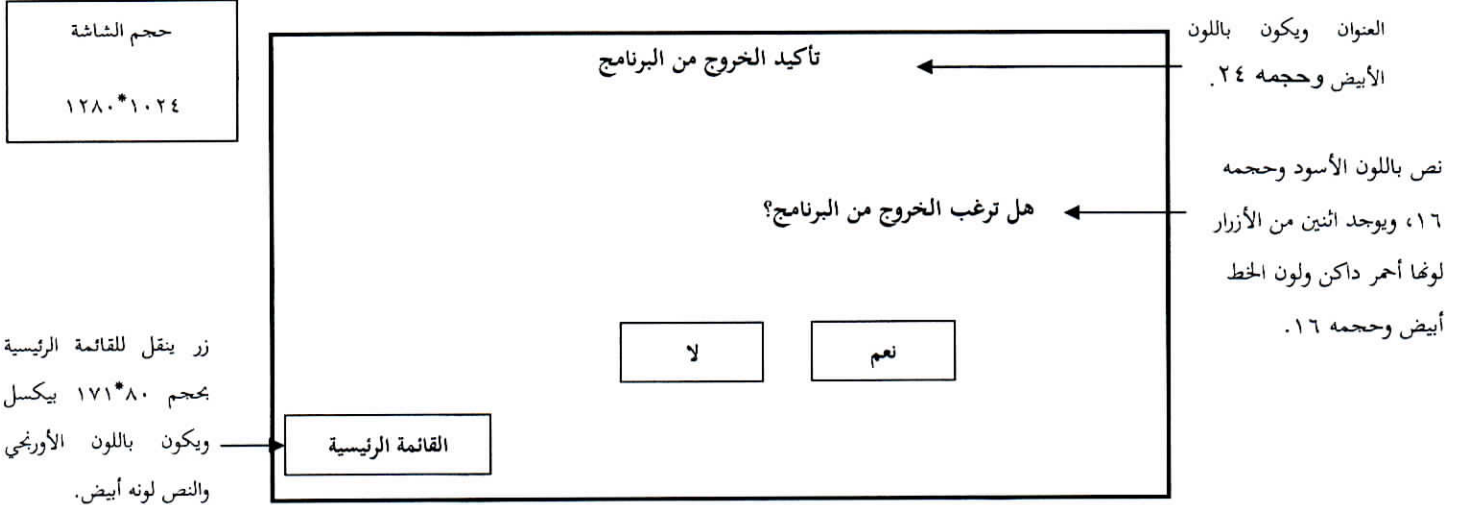 حجم الشاشة
١٠٢٤*١٢٨٠
تأكيد الخروج من البرنامج
العنوان ويكون باللون
الأبيض وحجمه ٢٤.
هل ترغب الخروج من البرنامج؟
نص باللون الأسود وحجمه
١٦، ويوجد اثنين من الأزرار
لونها أحمر داكن ولون الخط
أبيض وحجمه ١٦.
نعم
لا
القائمة الرئيسية
زر ينقل للقائمة الرئيسية
بحجم ٨٠*١٧١ بيكسل
ويكون باللون الأورنجي
والنص لونه أبيض.